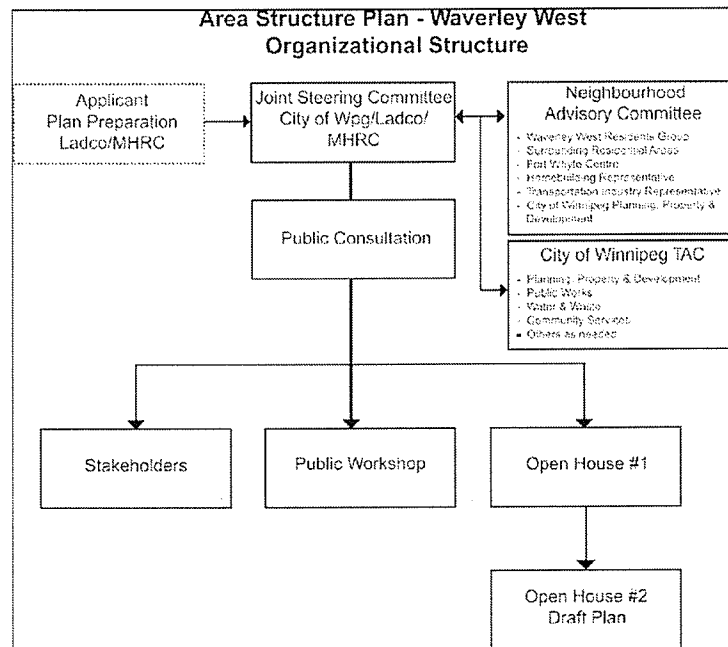 Area Structure Plan - Waverley West
Organizational Structure
Applicant
Plan Preparation
Ladco/MHRC
Joint Steering Committee
City of Wpg/Ladco/
MHRC
Neighbourhood
Advisory Committee
- Waverley West Residents Group
- Surrounding Residential Areas
- Fort Whyte Centre
- Homebuilding Representative
- Transportation Industry Representative
- City of Winnipeg Planning, Property &
Development
Public Consultation
City of Winnipeg TAC
- Planning, Property & Development
- Public Works
- Water & Waste
- Community Services
- Others as needed
Stakeholders
Public Workshop
Open House #1
Open House #2
Draft Plan